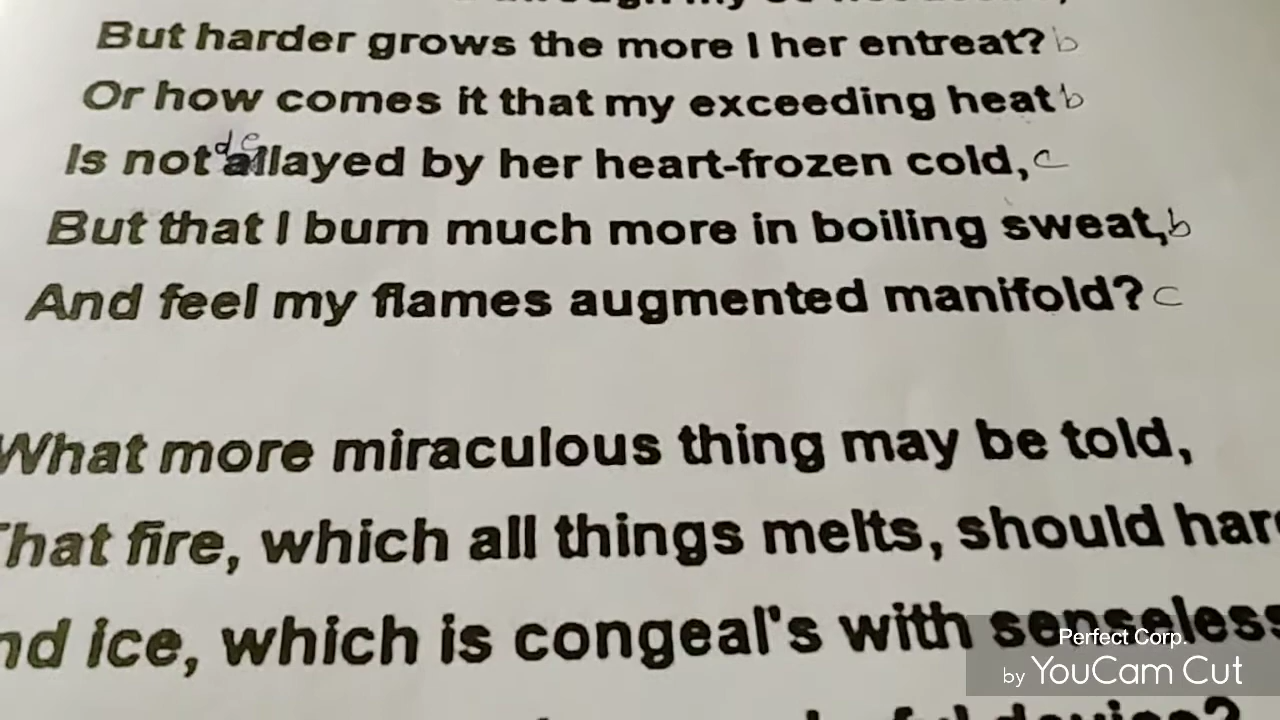 But harder grows the more I her entreat? b
Or how comes it that my exceeding heat b
Is not allayed by her heart-frozen cold, c
de
But that I burn much more in boiling sweat, b
And feel my flames augmented manifold? c
What more miraculous thing may be told,
That fire, which all things melts, should
ice, which is congeal's with senseless
Perfect Corp.
by YouCam Cut